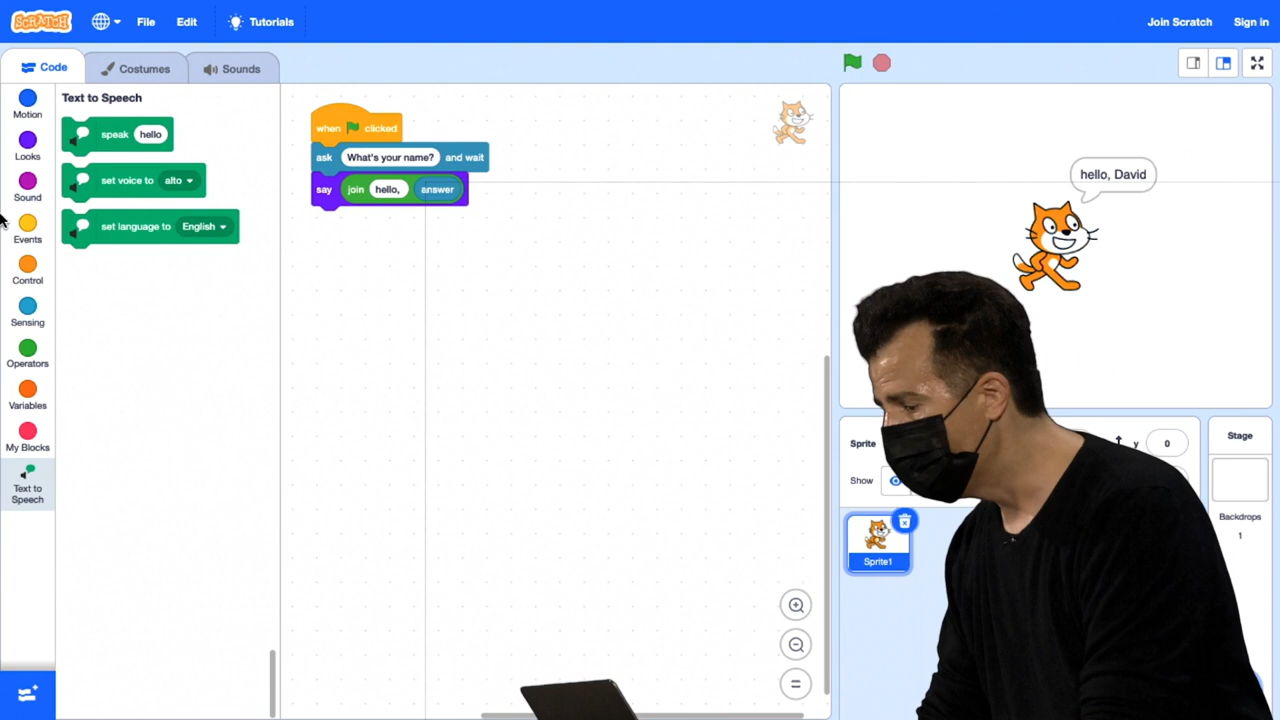 SCRATCH File Edit Tutorials Join Scratch Sign in
Code Costumes Sounds
Motion
Looks
Sound
Events
Control
Sensing
Operators
Variables
My Blocks
Text to
Speech
Text to Speech
speak hello
set voice to alto
set language to English
when clicked
ask What's your name? and wait
say join hello, answer
hello, David
Sprite y 0
Show
Sprite1
Stage
Backdrops
1